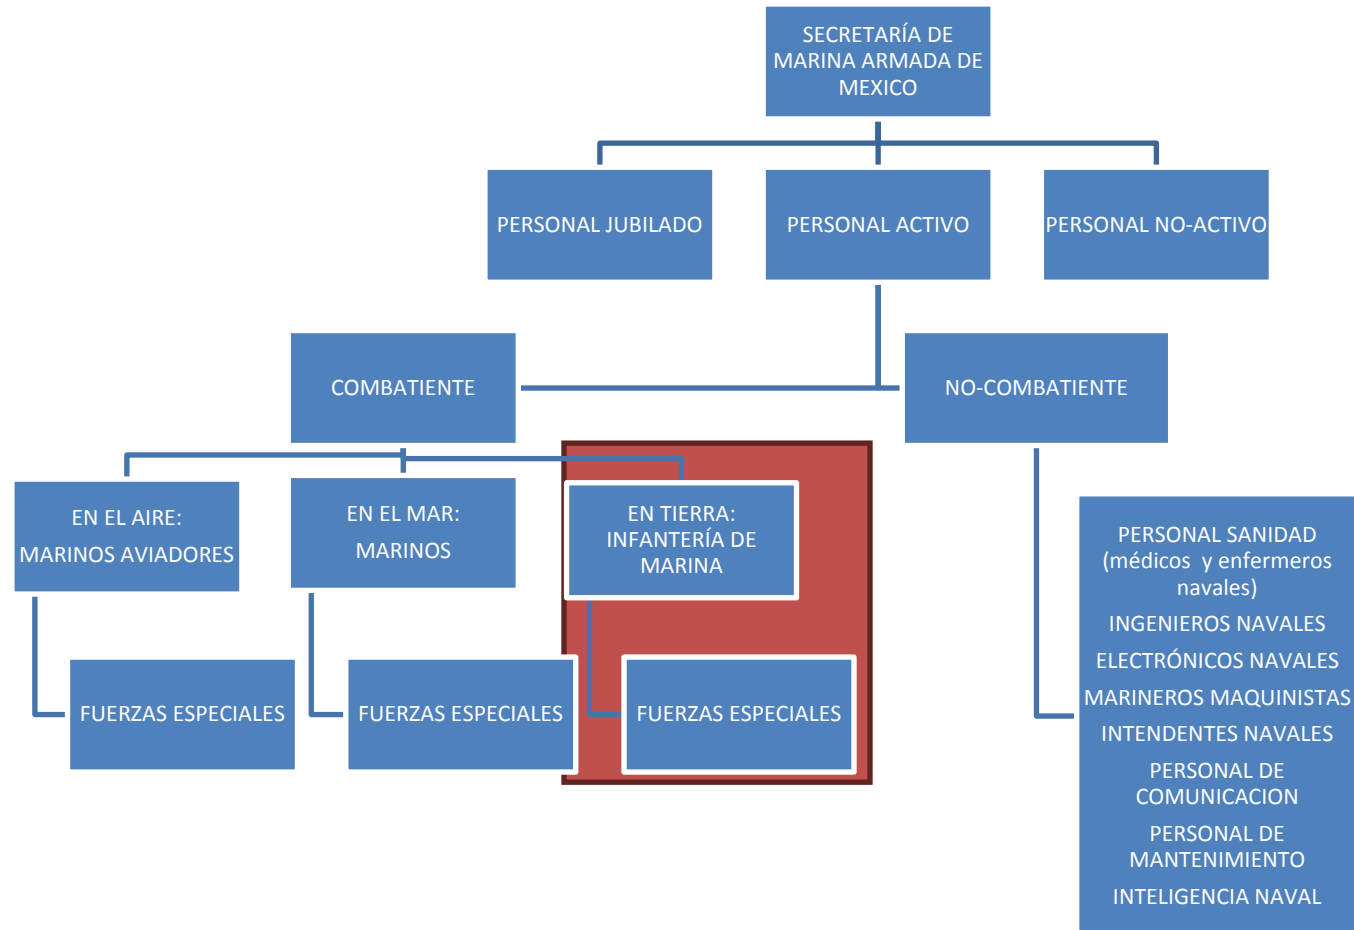 SECRETARÍA DE
MARINA ARMADA DE
MEXICO
PERSONAL JUBILADO
PERSONAL ACTIVO
PERSONAL NO-ACTIVO
COMBATIENTE
NO-COMBATIENTE
EN EL AIRE:
MARINOS AVIADORES
EN EL MAR:
MARINOS
EN TIERRA:
INFANTERÍA DE
MARINA
FUERZAS ESPECIALES
FUERZAS ESPECIALES
FUERZAS ESPECIALES
PERSONAL SANIDAD
(médicos y enfermeros
navales)
INGENIEROS NAVALES
ELECTRÓNICOS NAVALES
MARINEROS MAQUINISTAS
INTENDENTES NAVALES
PERSONAL DE
COMUNICACION
PERSONAL DE
MANTENIMIENTO
INTELIGENCIA NAVAL